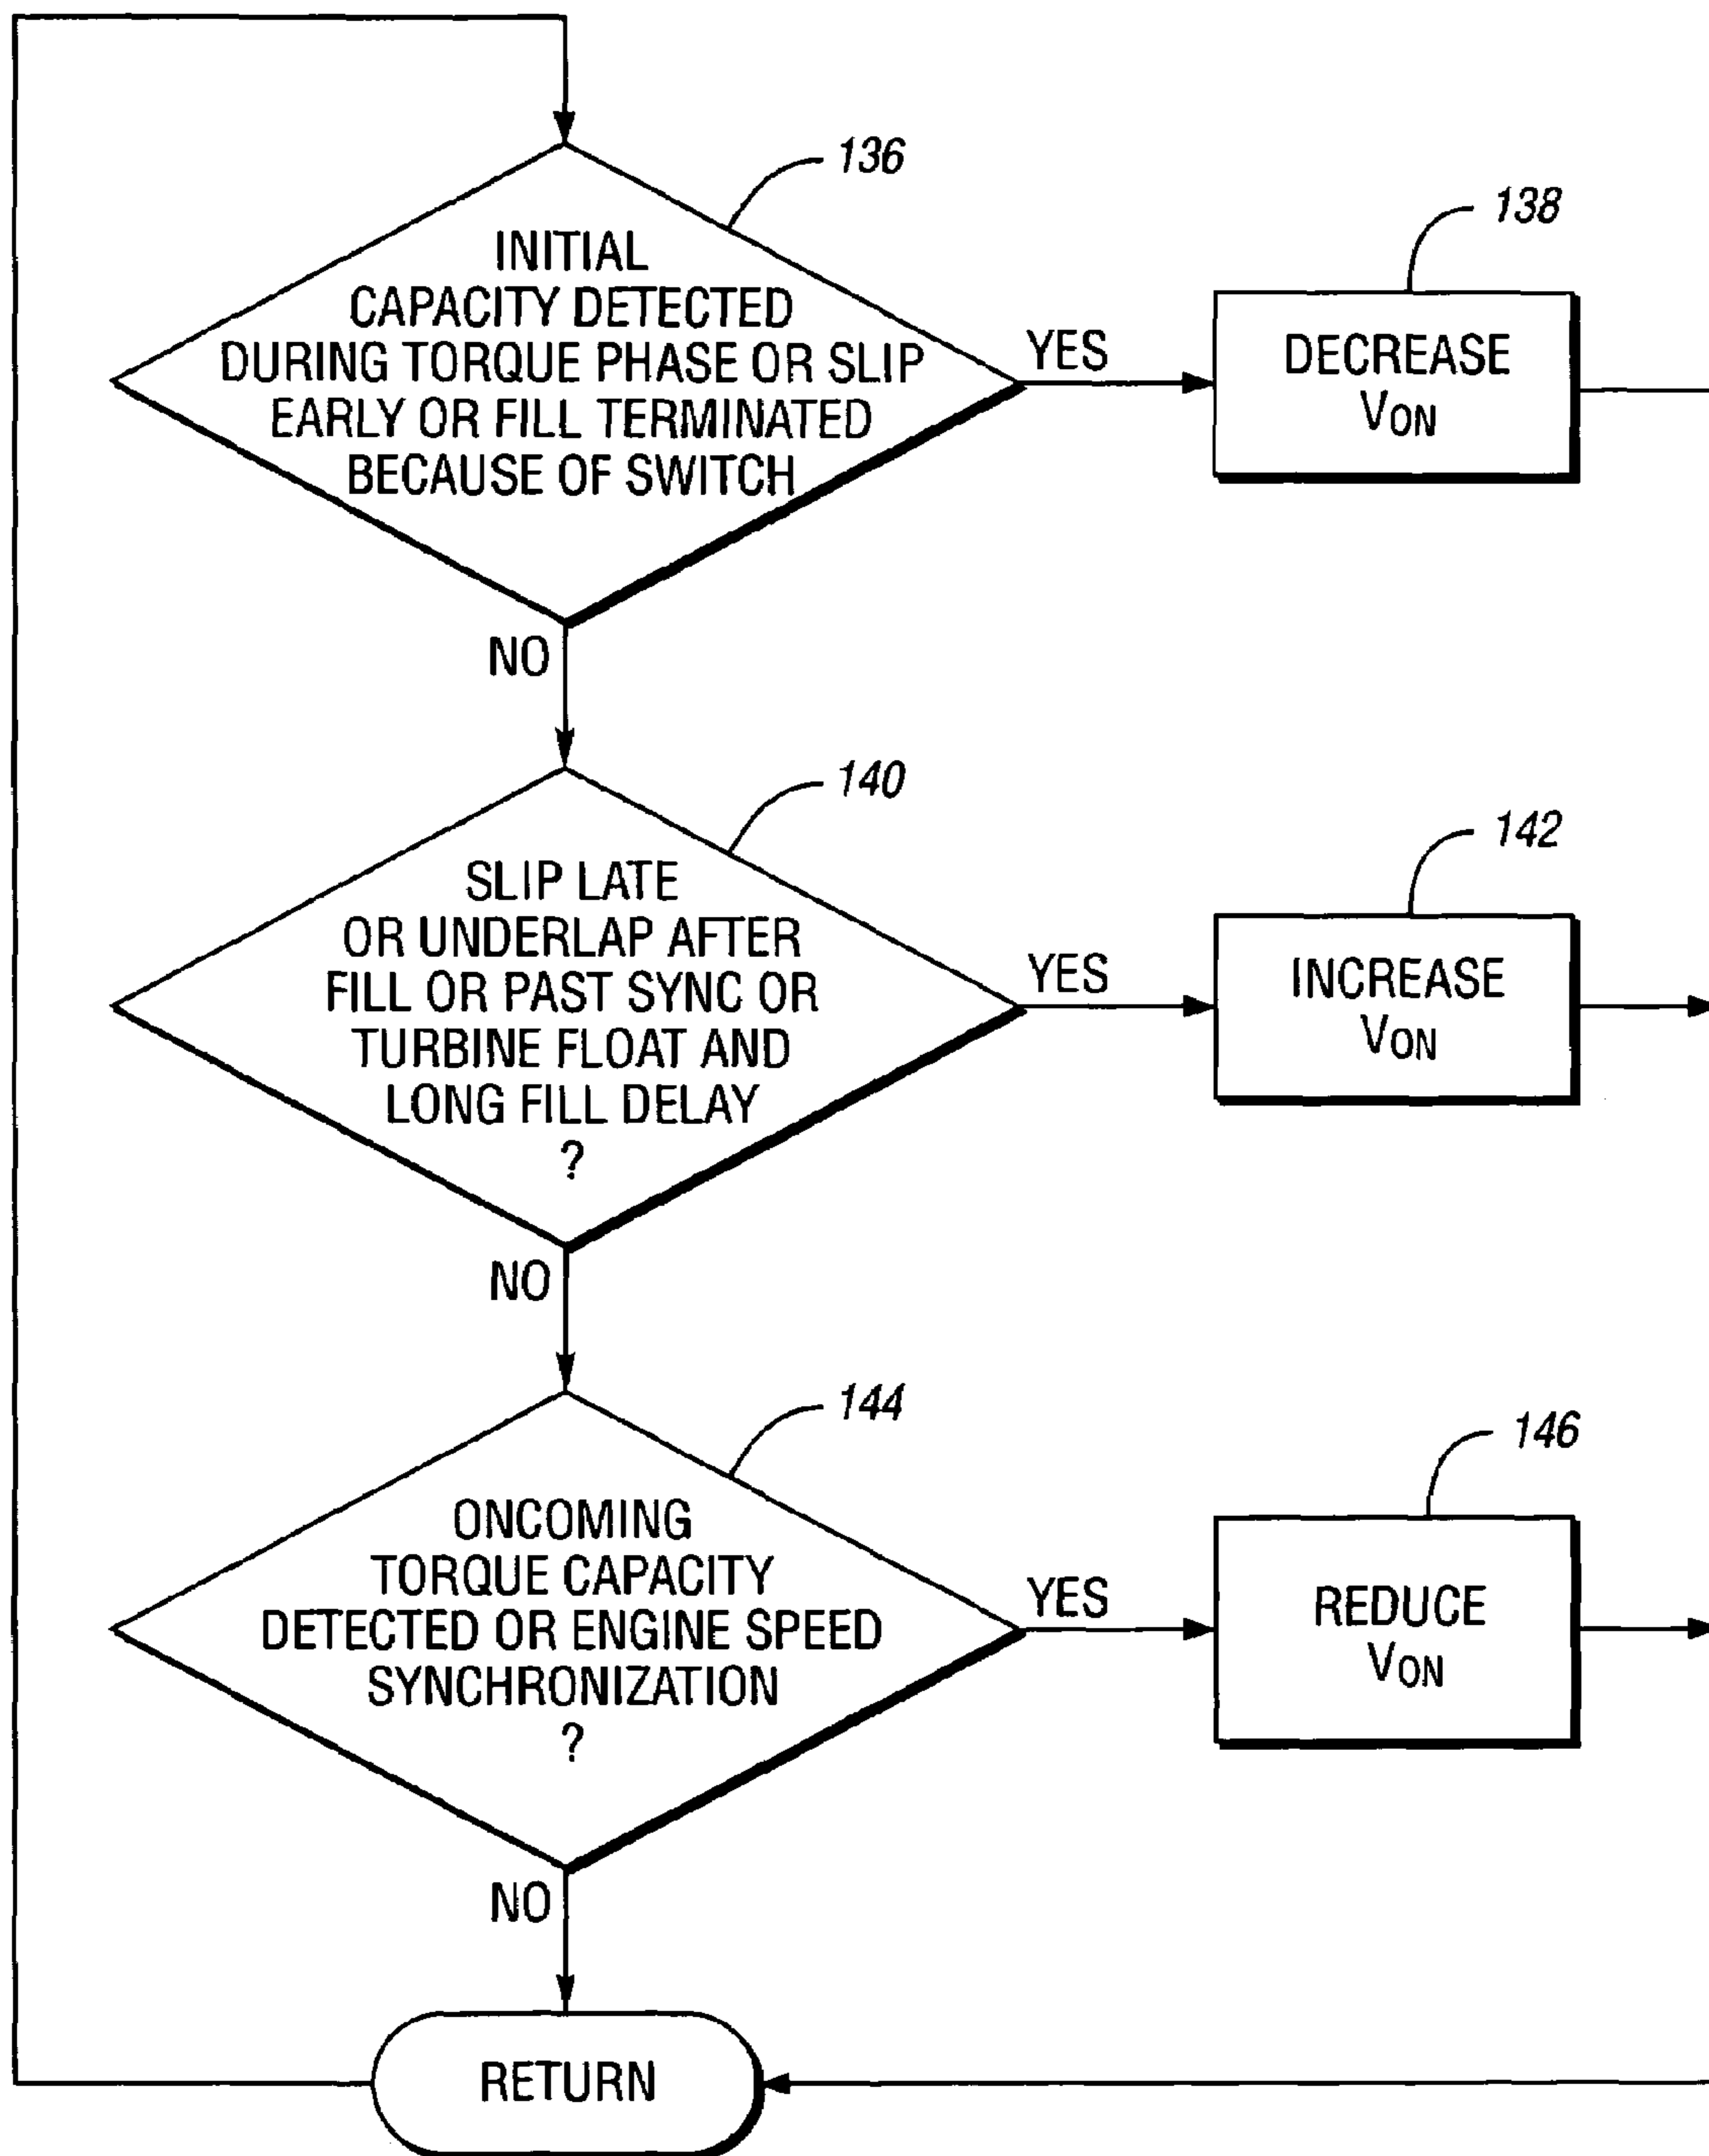 136
INITIAL
CAPACITY DETECTED
DURING TORQUE PHASE OR SLIP
EARLY OR FILL TERMINATED
BECAUSE OF SWITCH
YES
138
DECREASE
VON
NO
140
SLIP LATE
OR UNDERLAP AFTER
FILL OR PAST SYNC OR
TURBINE FLOAT AND
LONG FILL DELAY
?
YES
142
INCREASE
VON
NO
144
ONCOMING
TORQUE CAPACITY
DETECTED OR ENGINE SPEED
SYNCHRONIZATION
?
YES
146
REDUCE
VON
NO
RETURN